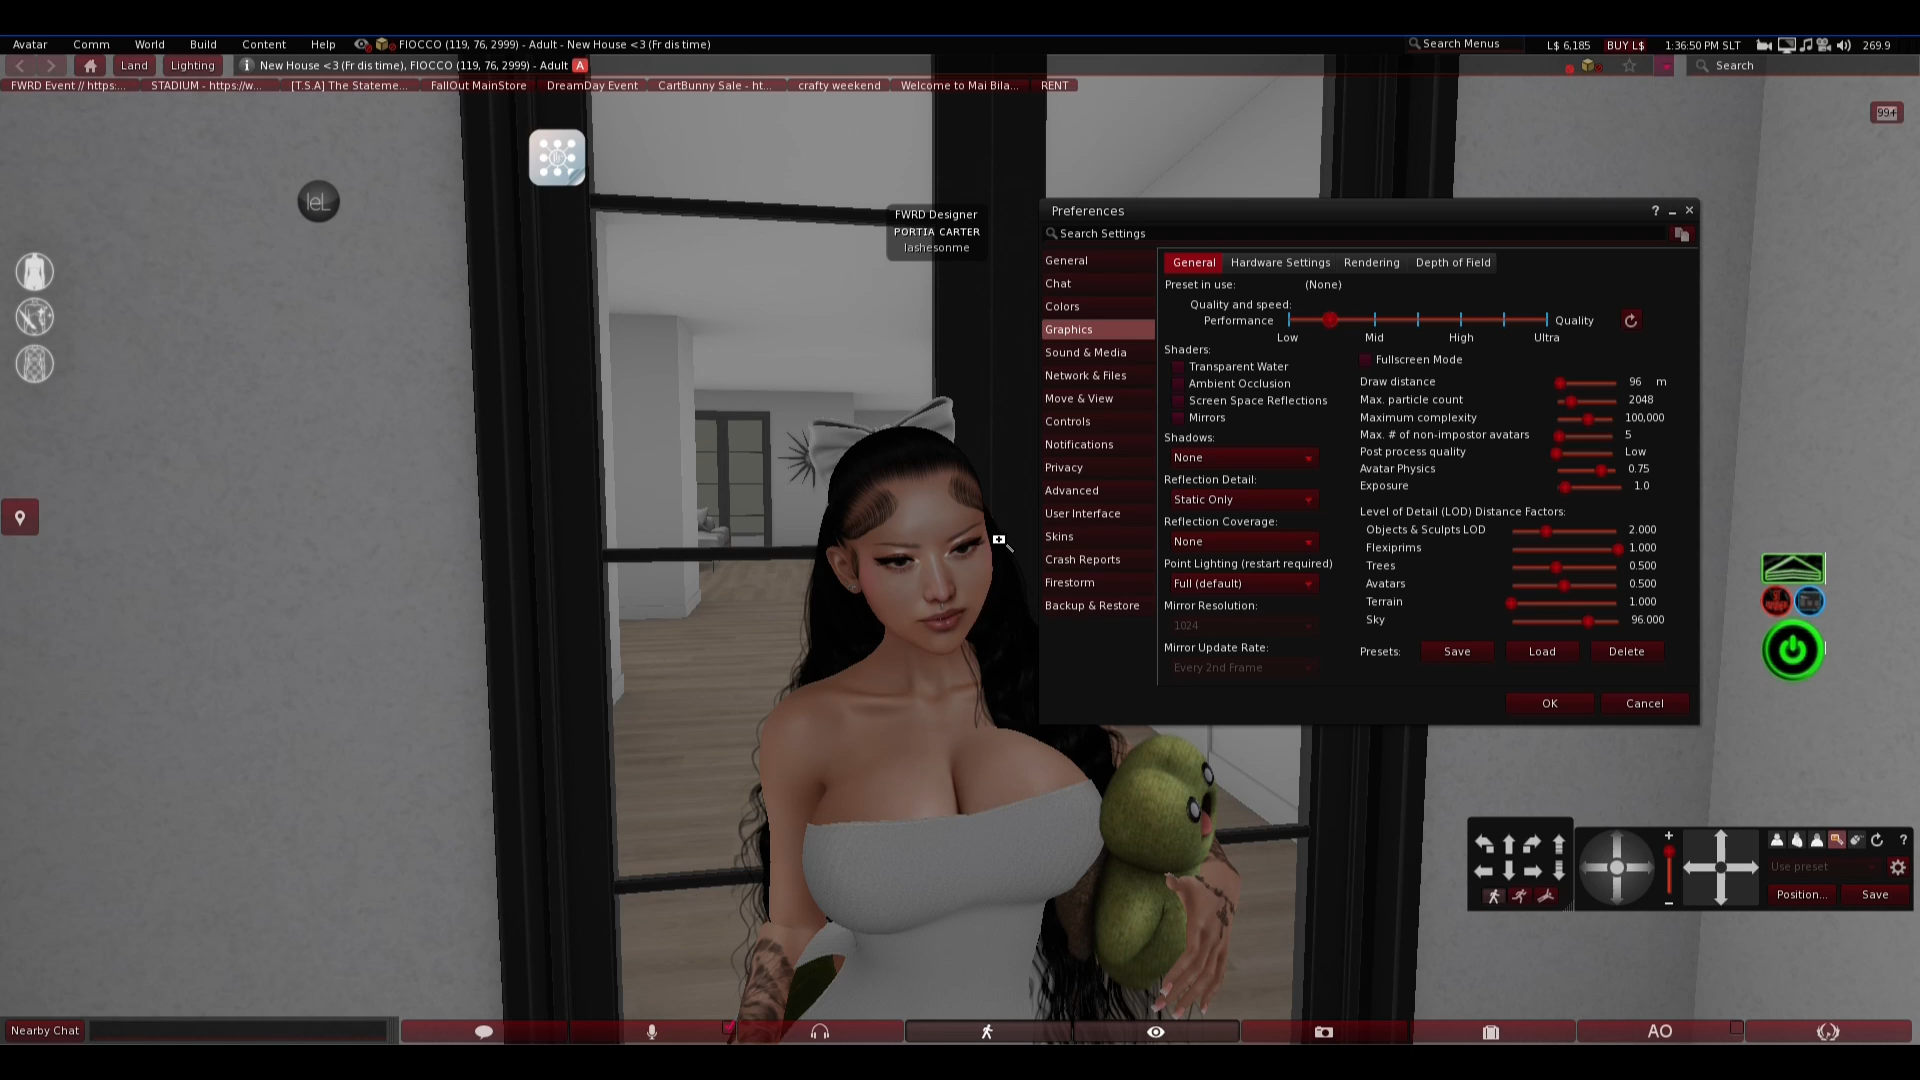 Avatar Comm World Build Content Help FIOCCO (119, 76, 2999) - Adult - New House <3 (Fr dis time) Search Menus L$ 6,185 BUY L$ 1:36:50 PM SLT 269.9
Land Lighting New House <3 (Fr dis time), FIOCCO (119, 76, 2999) - Adult A Search
FWRD Event // https:... STADIUM - https://w... [T.S.A] The Stateme... FallOut MainStore DreamDay Event CartBunny Sale - ht... crafty weekend Welcome to Mai Bila... RENT
99+
leL
FWRD Designer
PORTIA CARTER
lashesonme
Preferences ?
Search Settings
General
Chat
Colors
Graphics
Sound & Media
Network & Files
Move & View
Controls
Notifications
Privacy
Advanced
User Interface
Skins
Crash Reports
Firestorm
Backup & Restore
General Hardware Settings Rendering Depth of Field
Preset in use: (None)
Quality and speed:
Performance Quality
Low Mid High Ultra
Shaders:
Transparent Water
Ambient Occlusion
Screen Space Reflections
Mirrors
Shadows:
None
Reflection Detail:
Static Only
Reflection Coverage:
None
Point Lighting (restart required)
Full (default)
Mirror Resolution:
1024
Mirror Update Rate:
Every 2nd Frame
Fullscreen Mode
Draw distance 96 m
Max. particle count 2048
Maximum complexity 100,000
Max. # of non-impostor avatars 5
Post process quality Low
Avatar Physics 0.75
Exposure 1.0
Level of Detail (LOD) Distance Factors:
Objects & Sculpts LOD 2.000
Flexiprims 1.000
Trees 0.500
Avatars 0.500
Terrain 1.000
Sky 96.000
Presets: Save Load Delete
OK Cancel
?
Use preset
Position... Save
Nearby Chat AO